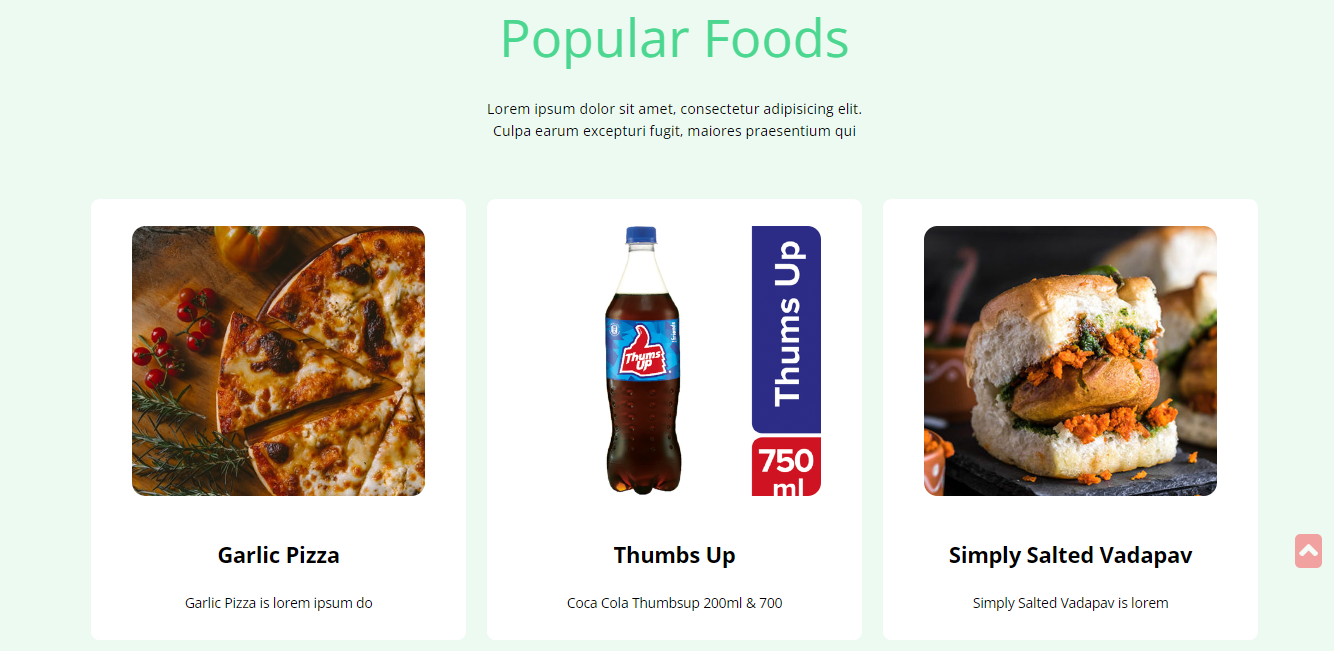 Popular Foods
Lorem ipsum dolor sit amet, consectetur adipisicing elit.
Culpa earum excepturi fugit, maiores praesentium qui
Thums Up
Thums
UP
750
ml
Garlic Pizza
Thumbs Up
Simply Salted Vadapav
Garlic Pizza is lorem ipsum do
Coca Cola Thumbsup 200ml & 700
Simply Salted Vadapav is lorem